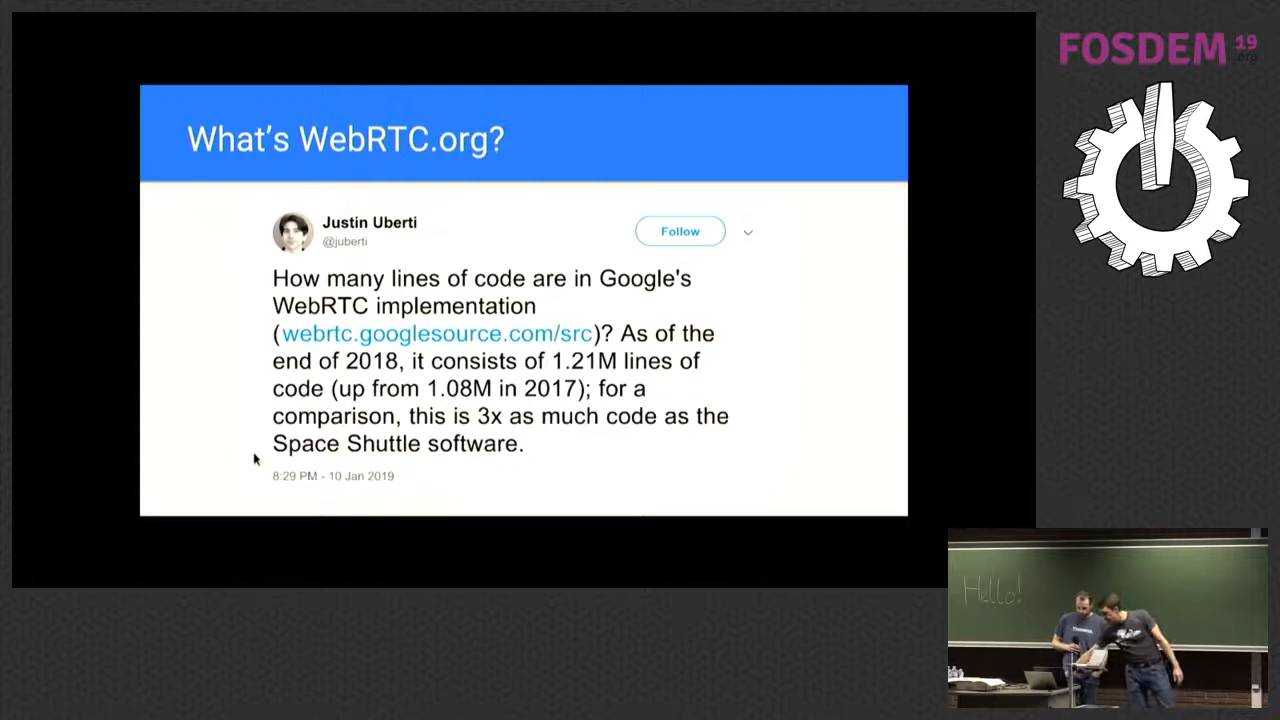 FOSDEM 19
.org
What's WebRTC.org?
Justin Uberti
@juberti
Follow
How many lines of code are in Google's
WebRTC implementation
(webrtc.googlesource.com/src)? As of the
end of 2018, it consists of 1.21M lines of
code (up from 1.08M in 2017); for a
comparison, this is 3x as much code as the
Space Shuttle software.
8:29 PM - 10 Jan 2019
Hello!